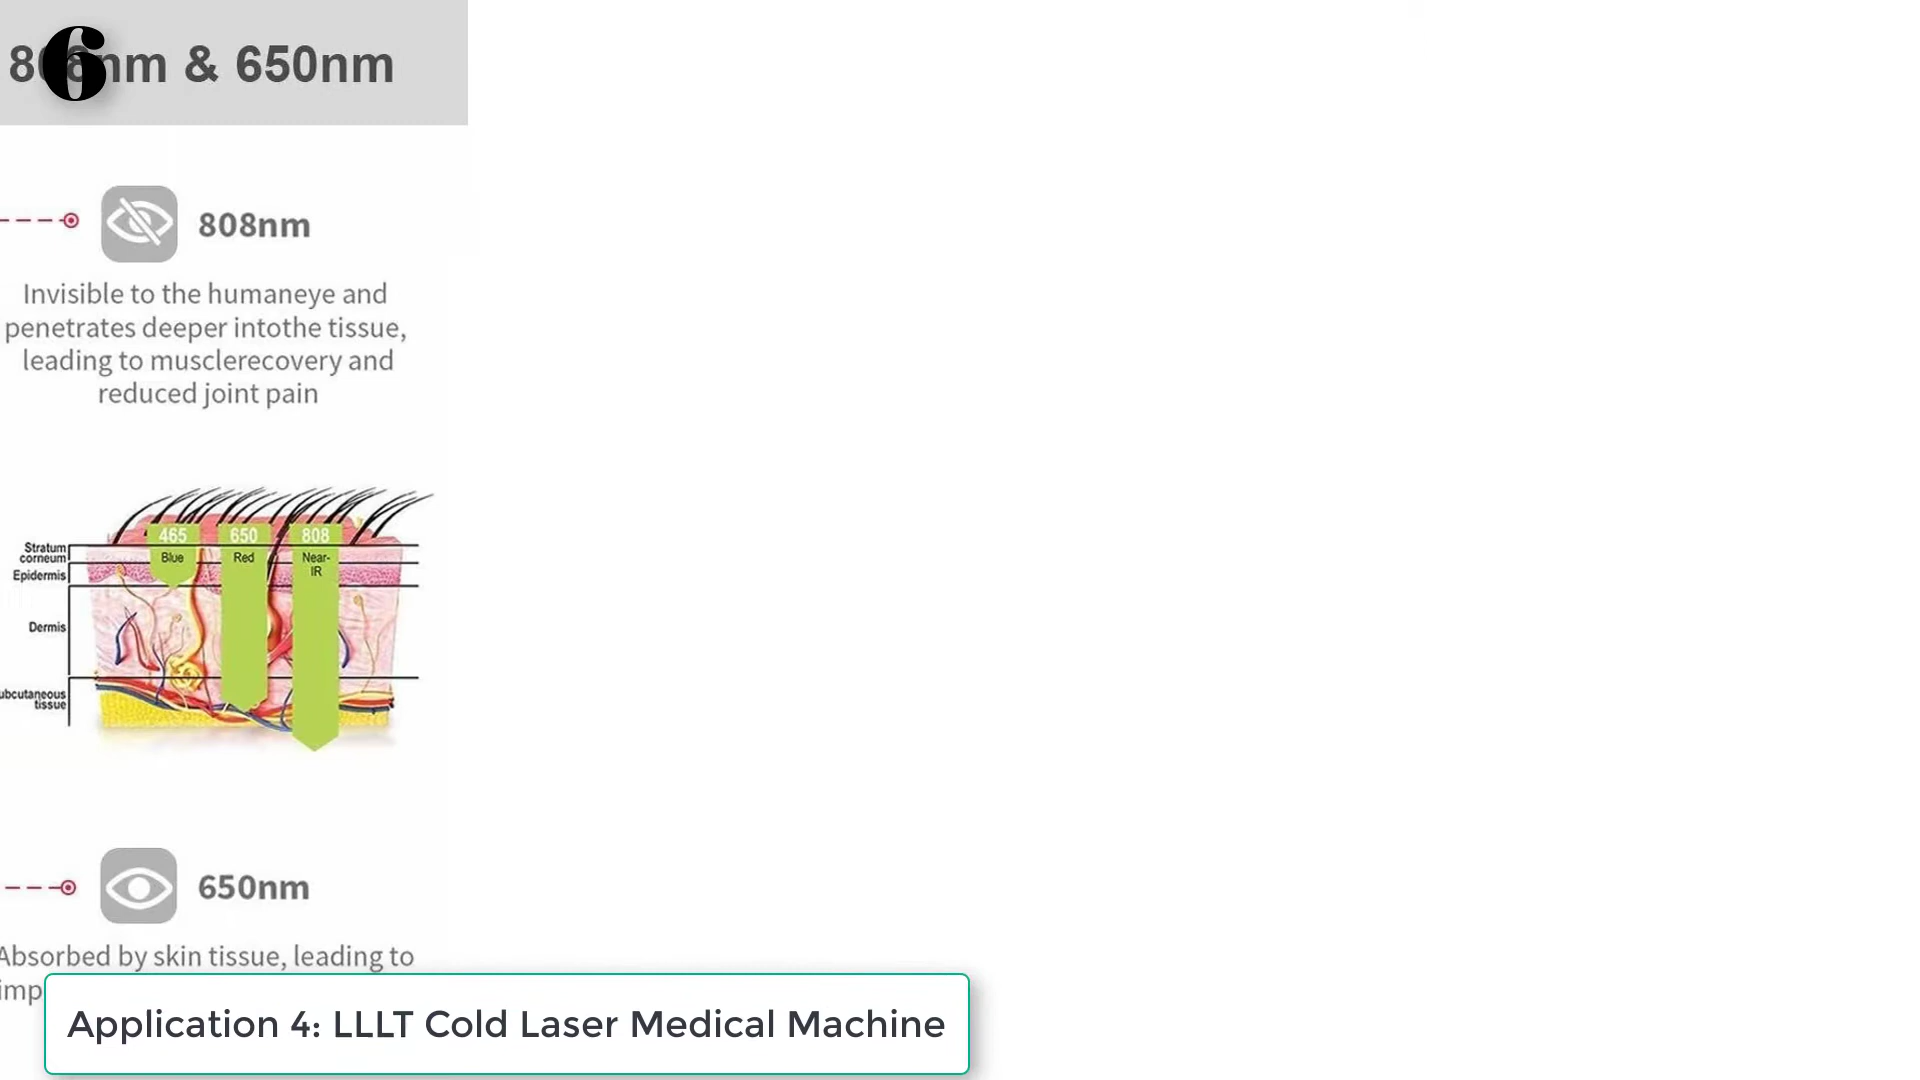 6
808nm & 650nm
808nm
Invisible to the humaneye and
penetrates deeper intothe tissue,
leading to musclerecovery and
reduced joint pain
465
650
808
Blue
Red
Near-
IR
Stratum
corneum
Epidermis
Dermis
ubcutaneous
tissue
650nm
Absorbed by skin tissue, leading to
imp
Application 4: LLLT Cold Laser Medical Machine